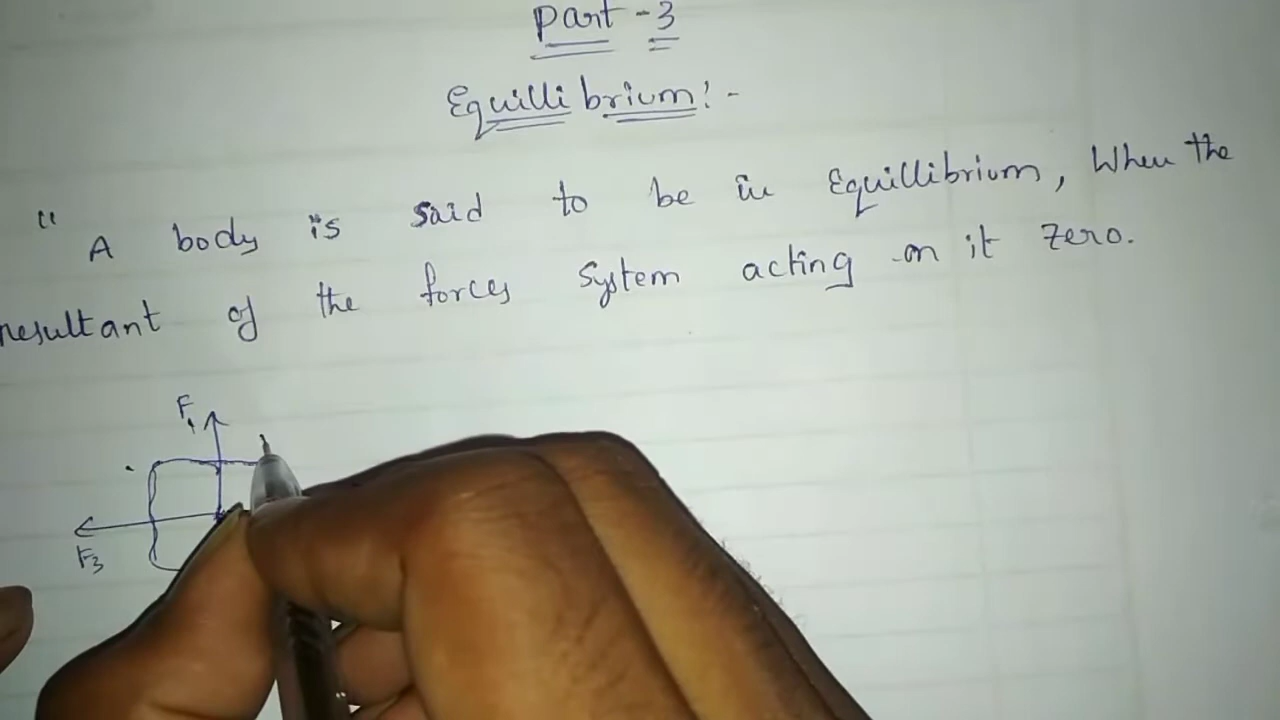 Part - 3
Equillibrium! -
" A body is said to be in Equillibrium, When the
resultant of the forces system acting on it zero.
F1
F3